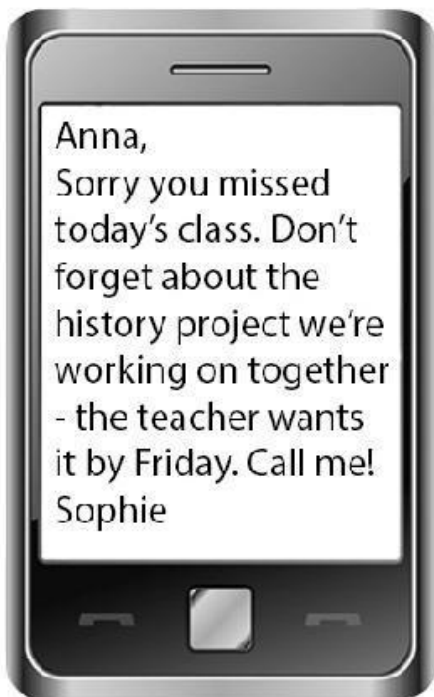 Anna,
Sorry you missed
today's class. Don't
forget about the
history project we're
working on together
- the teacher wants
it by Friday. Call me!
Sophie